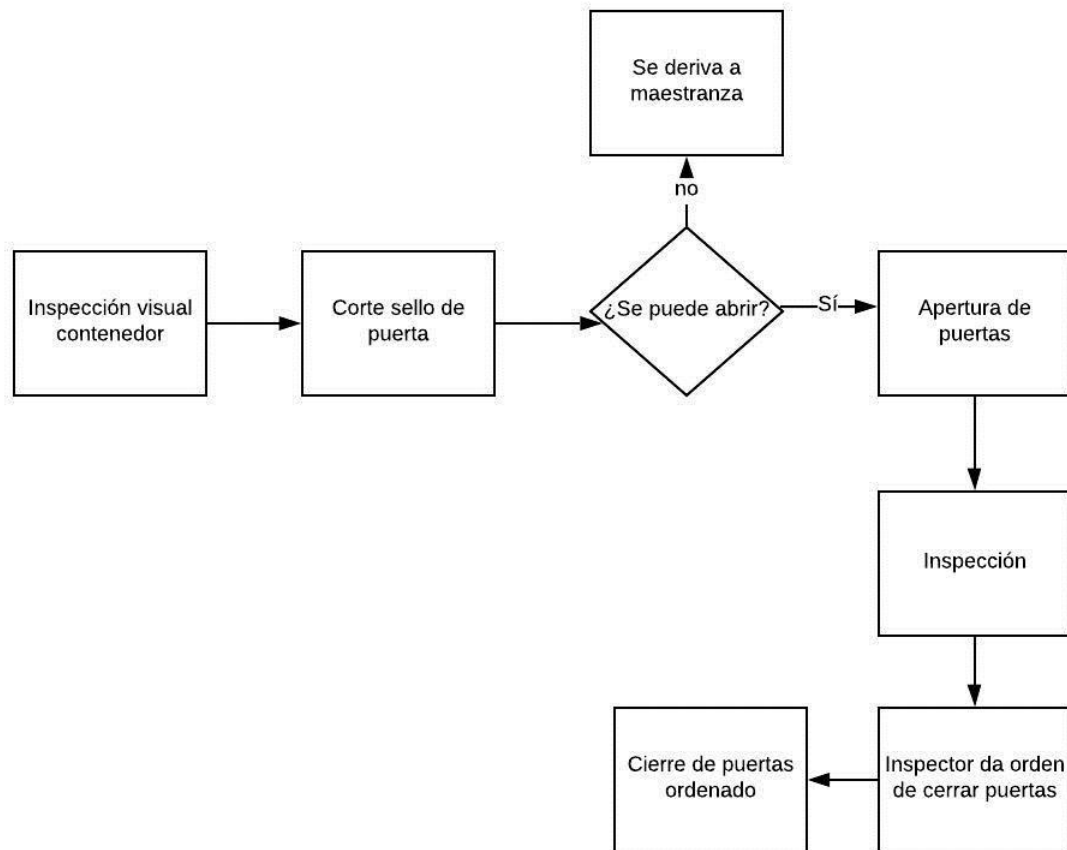 Se deriva a
maestranza
no
Inspección visual
contenedor
Corte sello de
puerta
¿Se puede abrir?
Sí
Apertura de
puertas
Inspección
Cierre de puertas
ordenado
Inspector da orden
de cerrar puertas